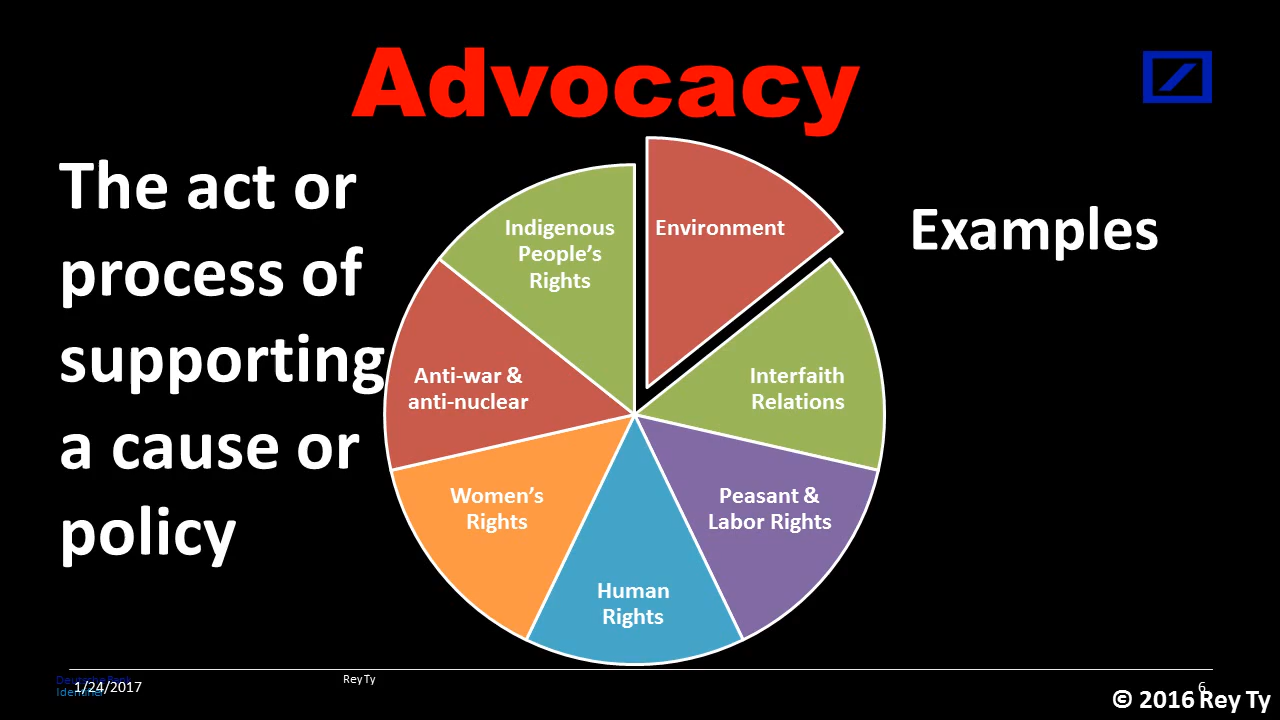 Advocacy
The act or
process of
supporting
a cause or
policy
Examples
Environment
Interfaith
Relations
Peasant &
Labor Rights
Human
Rights
Women’s
Rights
Anti-war &
anti-nuclear
Indigenous
People’s
Rights
1/24/2017
Rey Ty
6
© 2016 Rey Ty